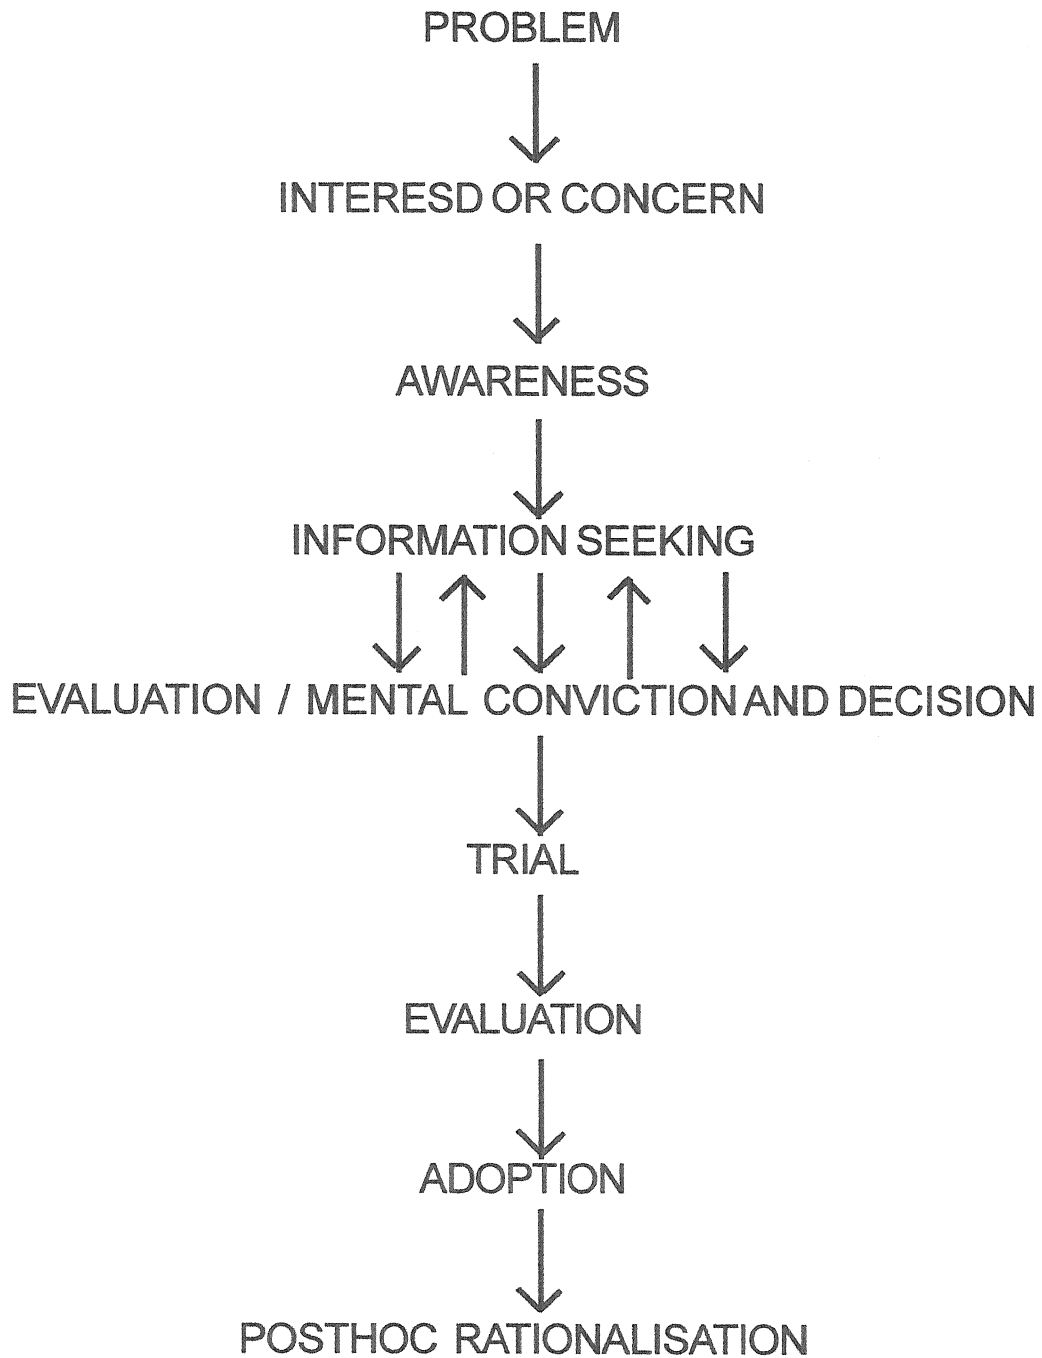 PROBLEM
INTERESD OR CONCERN
AWARENESS
INFORMATION SEEKING
EVALUATION / MENTAL CONVICTION AND DECISION
TRIAL
EVALUATION
ADOPTION
POSTHOC RATIONALISATION